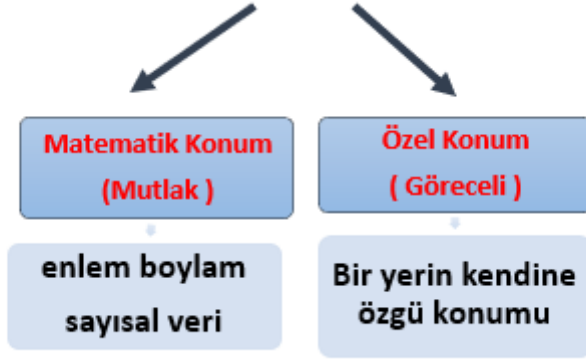 Matematik Konum
(Mutlak )
enlem boylam
sayısal veri
Özel Konum
( Göreceli )
Bir yerin kendine
özgü konumu